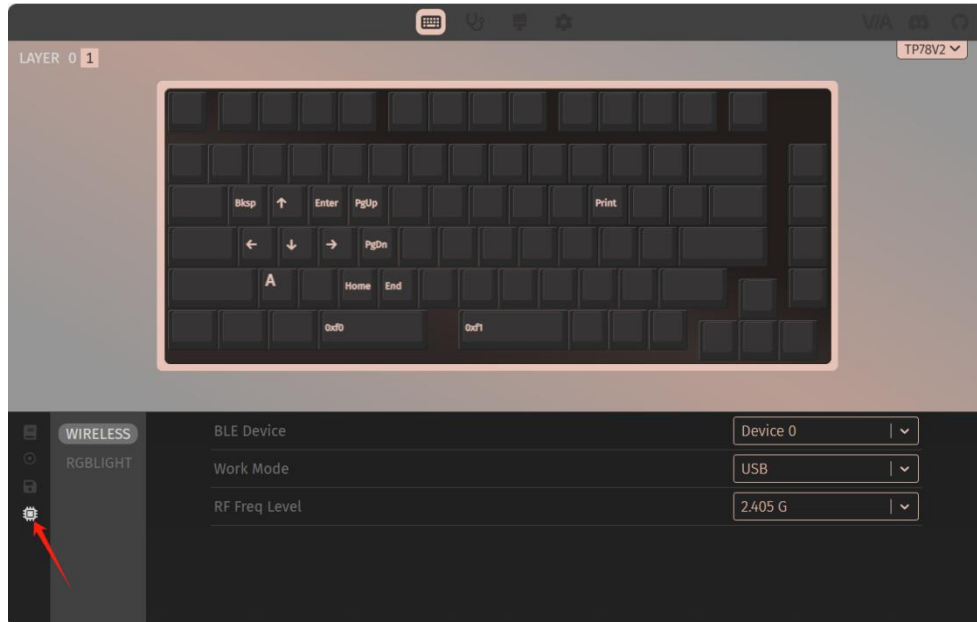 VIA
LAYER 0 1
TP78V2
Bksp ↑ Enter PgUp Print
← ↓ → PgDn
A Home End
0xf0 0xf1
WIRELESS
RGBLIGHT
BLE Device Device 0
Work Mode USB
RF Freq Level 2.405 G